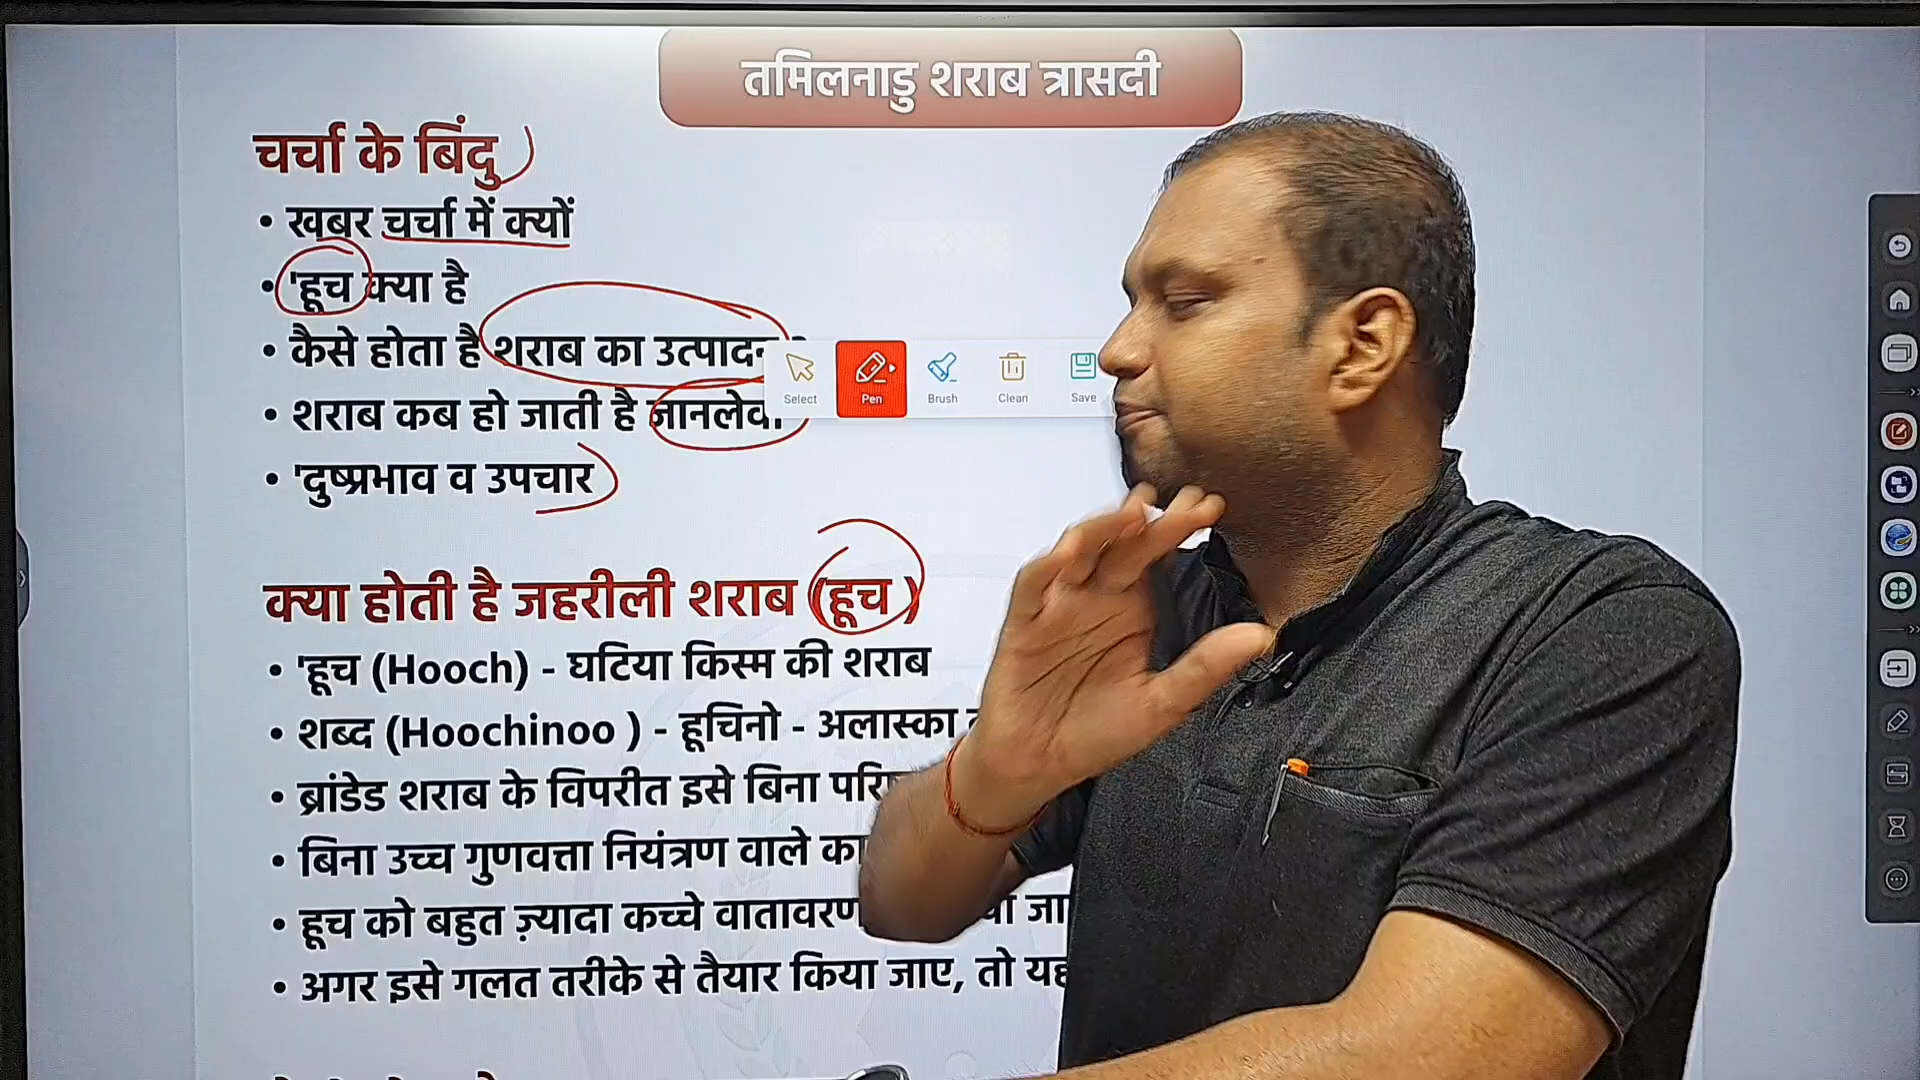 तमिलनाडु शराब त्रासदी
चर्चा के बिंदु
• खबर चर्चा में क्यों
• 'हूच क्या है
• कैसे होता है शराब का उत्पादन
• शराब कब हो जाती है जानलेवा
• 'दुष्प्रभाव व उपचार
Select Pen Brush Clean Save
क्या होती है जहरीली शराब (हूच )
• 'हूच (Hooch) - घटिया किस्म की शराब
• शब्द (Hoochinoo ) - हूचिनो - अलास्का
• ब्रांडेड शराब के विपरीत इसे बिना
• बिना उच्च गुणवत्ता नियंत्रण वाले
• हूच को बहुत ज़्यादा कच्चे वातावरण
• अगर इसे गलत तरीके से तैयार किया जाए, तो